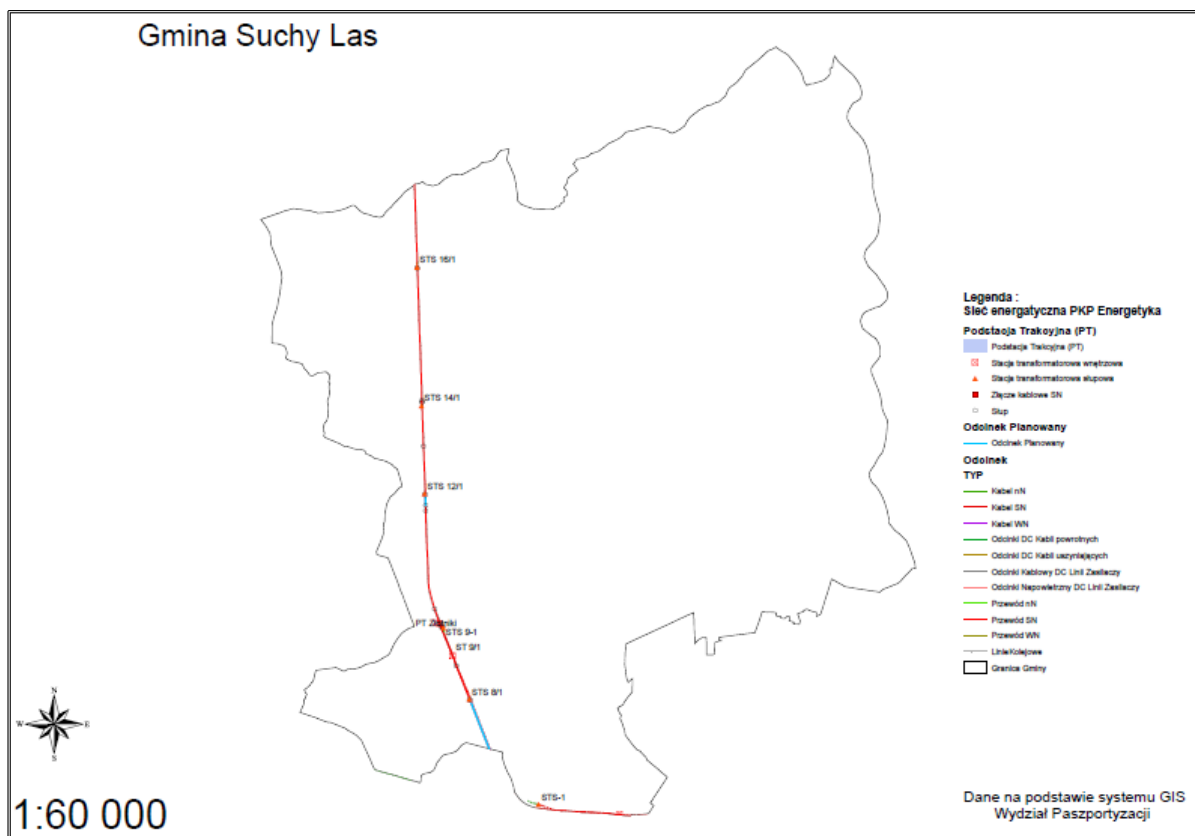 Gmina Suchy Las
STS 16/1
STS 14/1
STS 12/1
PT Złotniki
STS 9-1
ST 9/1
STS 8/1
STS-1
N
W
E
S
1:60 000
Legenda :
Sieć energatyczna PKP Energetyka
Podstacja Trakcyjna (PT)
Podstacja Trakcyjna (PT)
Stacja transformatorowa wnętrzowa
Stacja transformatorowa słupowa
Złącze kablowe SN
Słup
Odcinek Planowany
Odcinek Planowany
Odcinek
TYP
Kabel nN
Kabel SN
Kabel WN
Odcinki DC Kabli powrotnych
Odcinki DC Kabli uszyniających
Odcinki Kablowy DC Linii Zasilaczy
Odcinki Napowietrzny DC Linii Zasilaczy
Przewód nN
Przewód SN
Przewód WN
LinieKolejowe
Granica Gminy
Dane na podstawie systemu GIS
Wydział Paszportyzacji